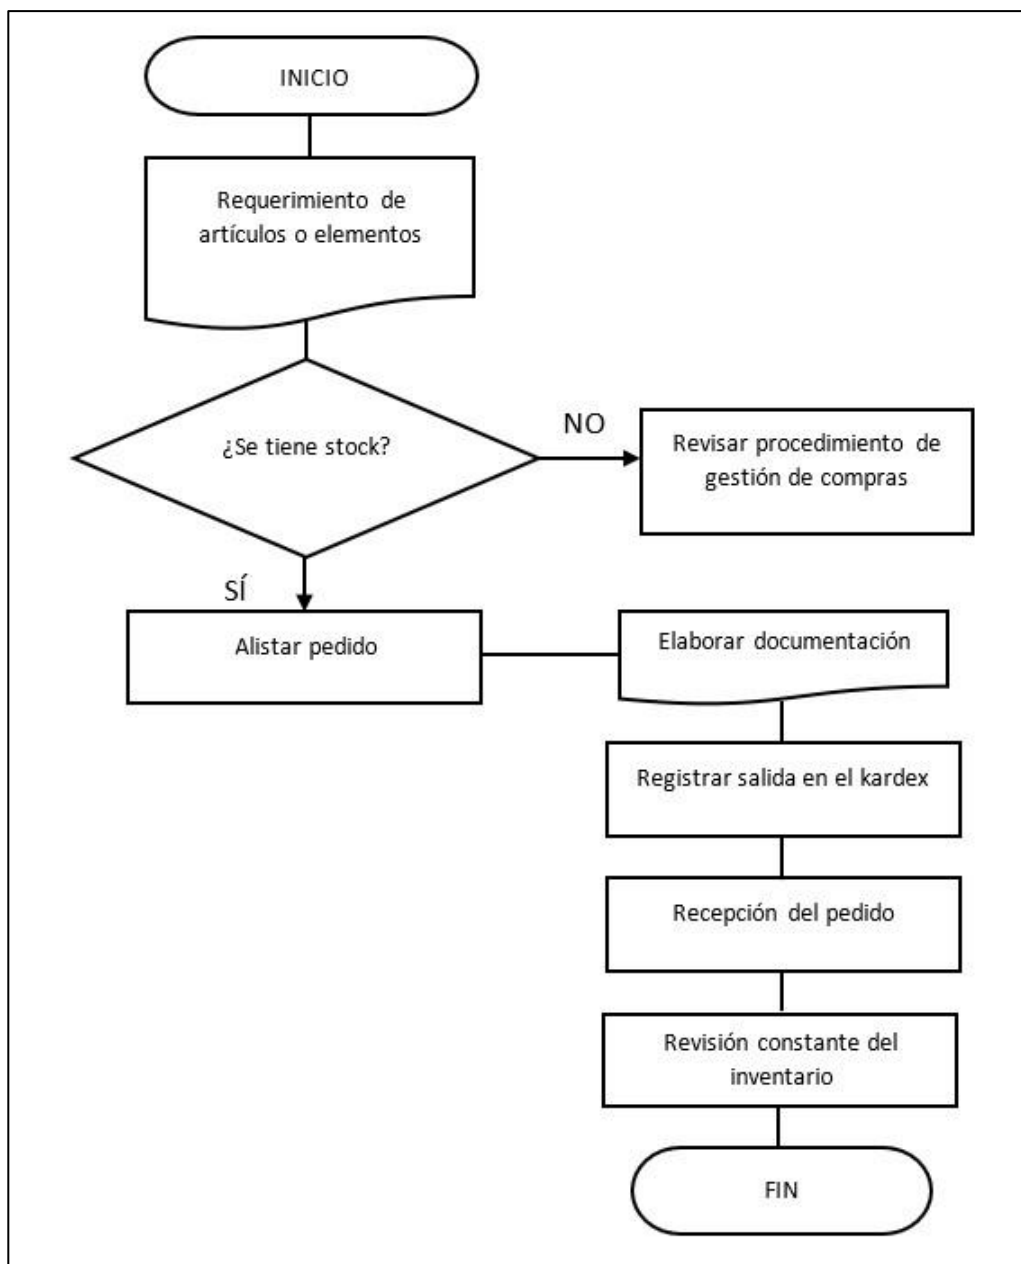 INICIO
Requerimiento de
artículos o elementos
¿Se tiene stock?
NO
Revisar procedimiento de
gestión de compras
SÍ
Alistar pedido
Elaborar documentación
Registrar salida en el kardex
Recepción del pedido
Revisión constante del
inventario
FIN